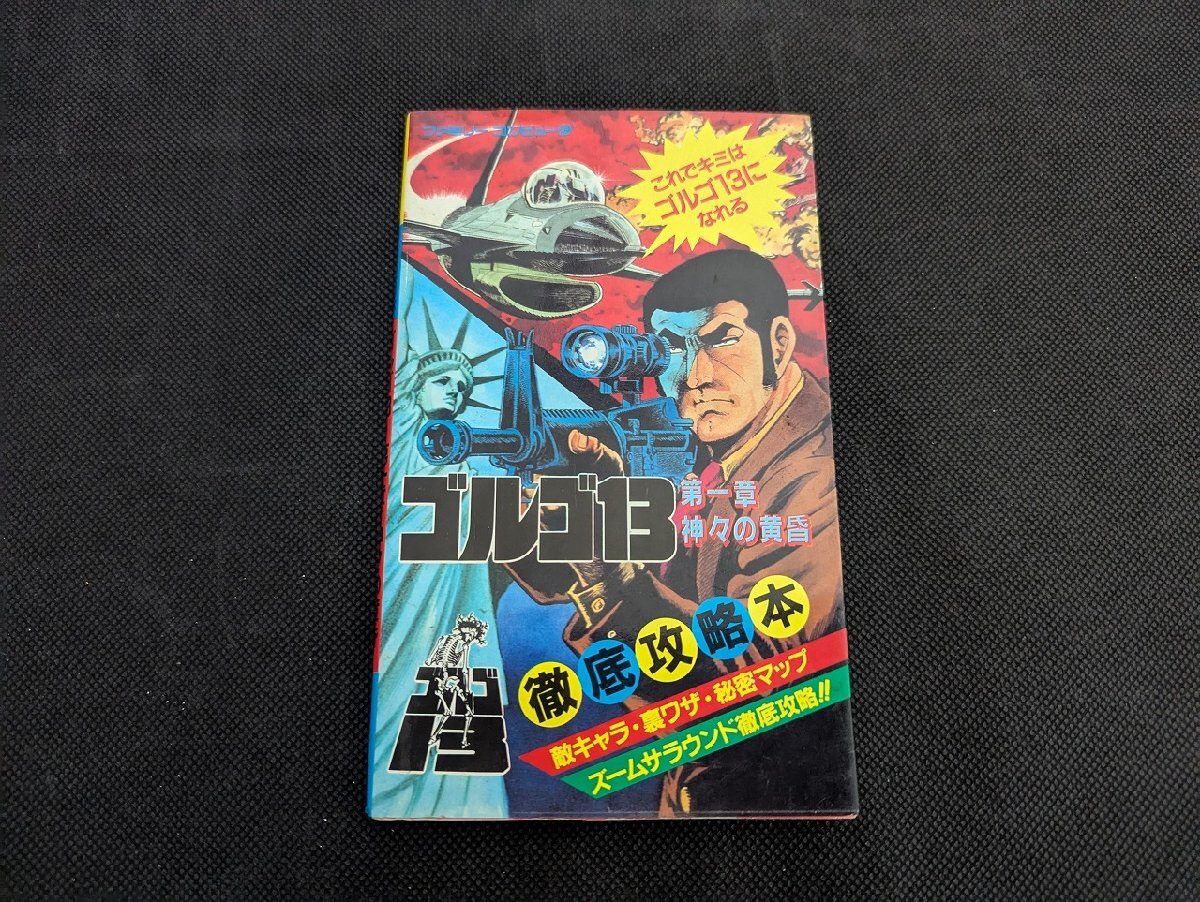 ファミリーコンピュータ
これでキミは
ゴルゴ13に
なれる
ゴルゴ13
第一章
神々の黄昏
ゴルゴ
13
徹底攻略本
敵キャラ・裏ワザ・秘密マップ
ズームサラウンド徹底攻略!!